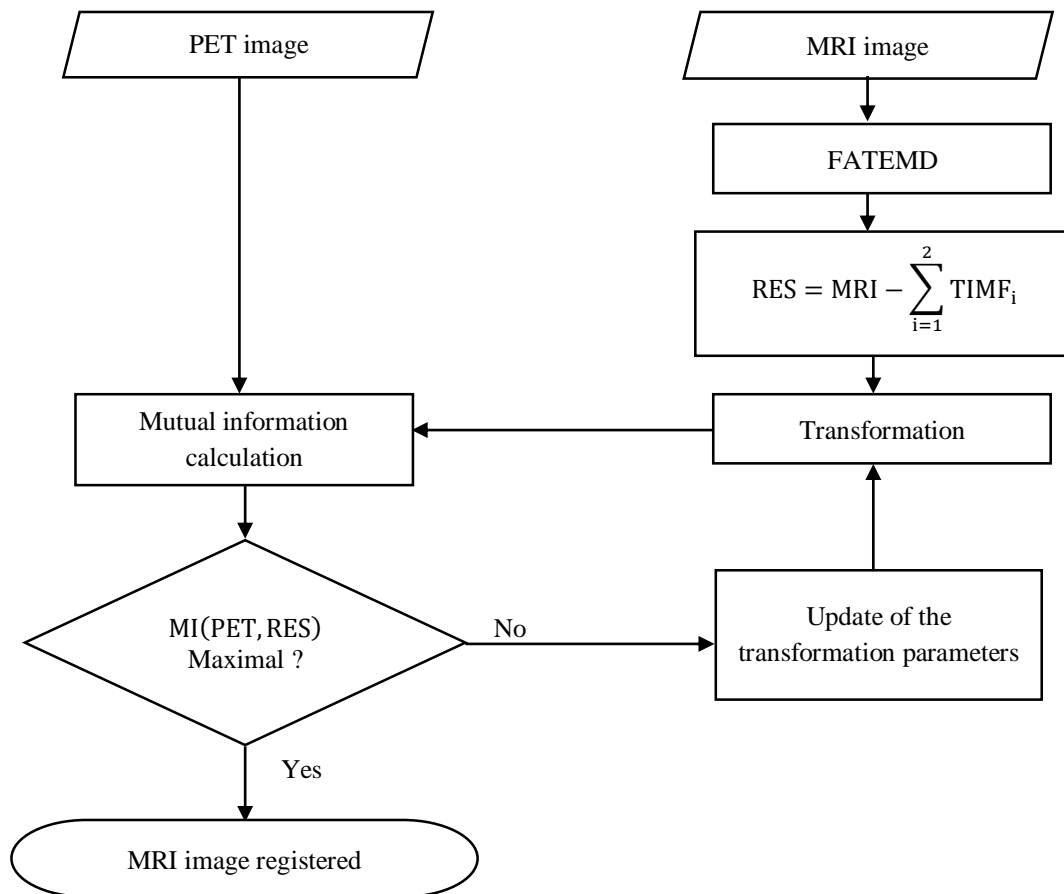 PET image
MRI image
FATEMD
RES = MRI − ∑_{i=1}^{2} TIMF_i
Mutual information
calculation
Transformation
MI(PET, RES)
Maximal ?
No
Update of the
transformation parameters
Yes
MRI image registered